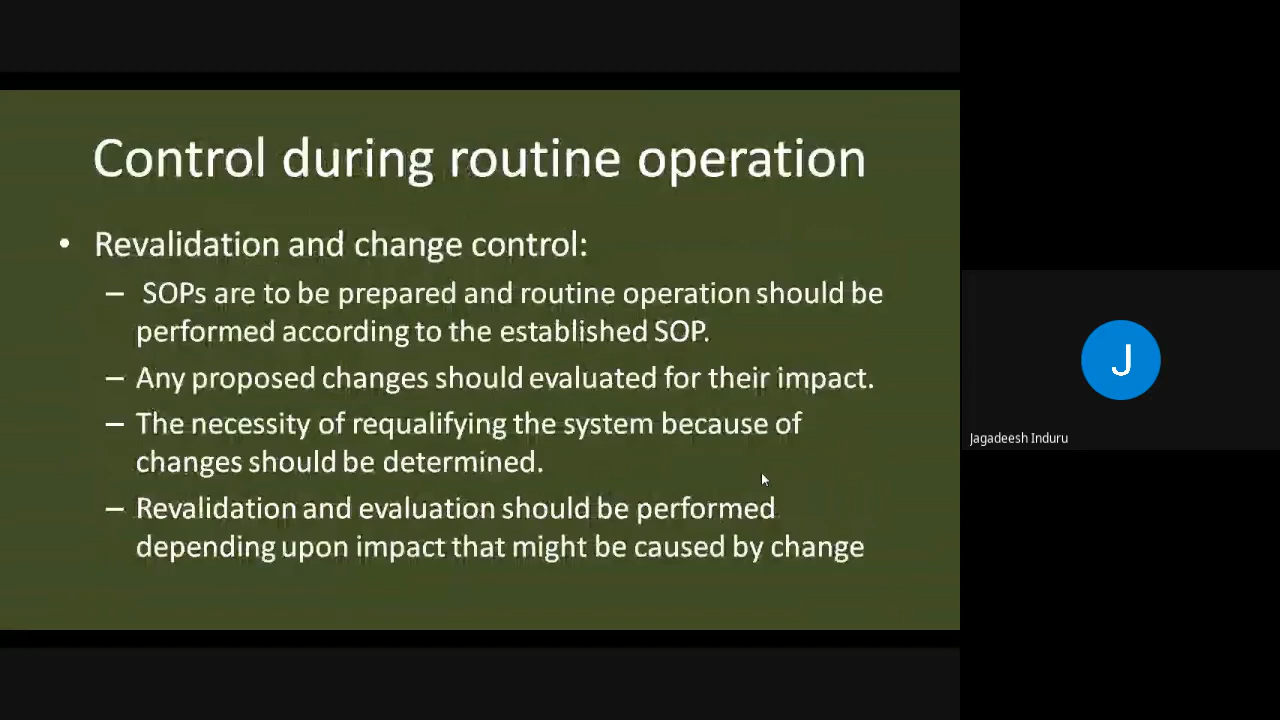 Control during routine operation
• Revalidation and change control:
– SOPs are to be prepared and routine operation should be
performed according to the established SOP.
– Any proposed changes should evaluated for their impact.
– The necessity of requalifying the system because of
changes should be determined.
– Revalidation and evaluation should be performed
depending upon impact that might be caused by change
J
Jagadeesh Induru